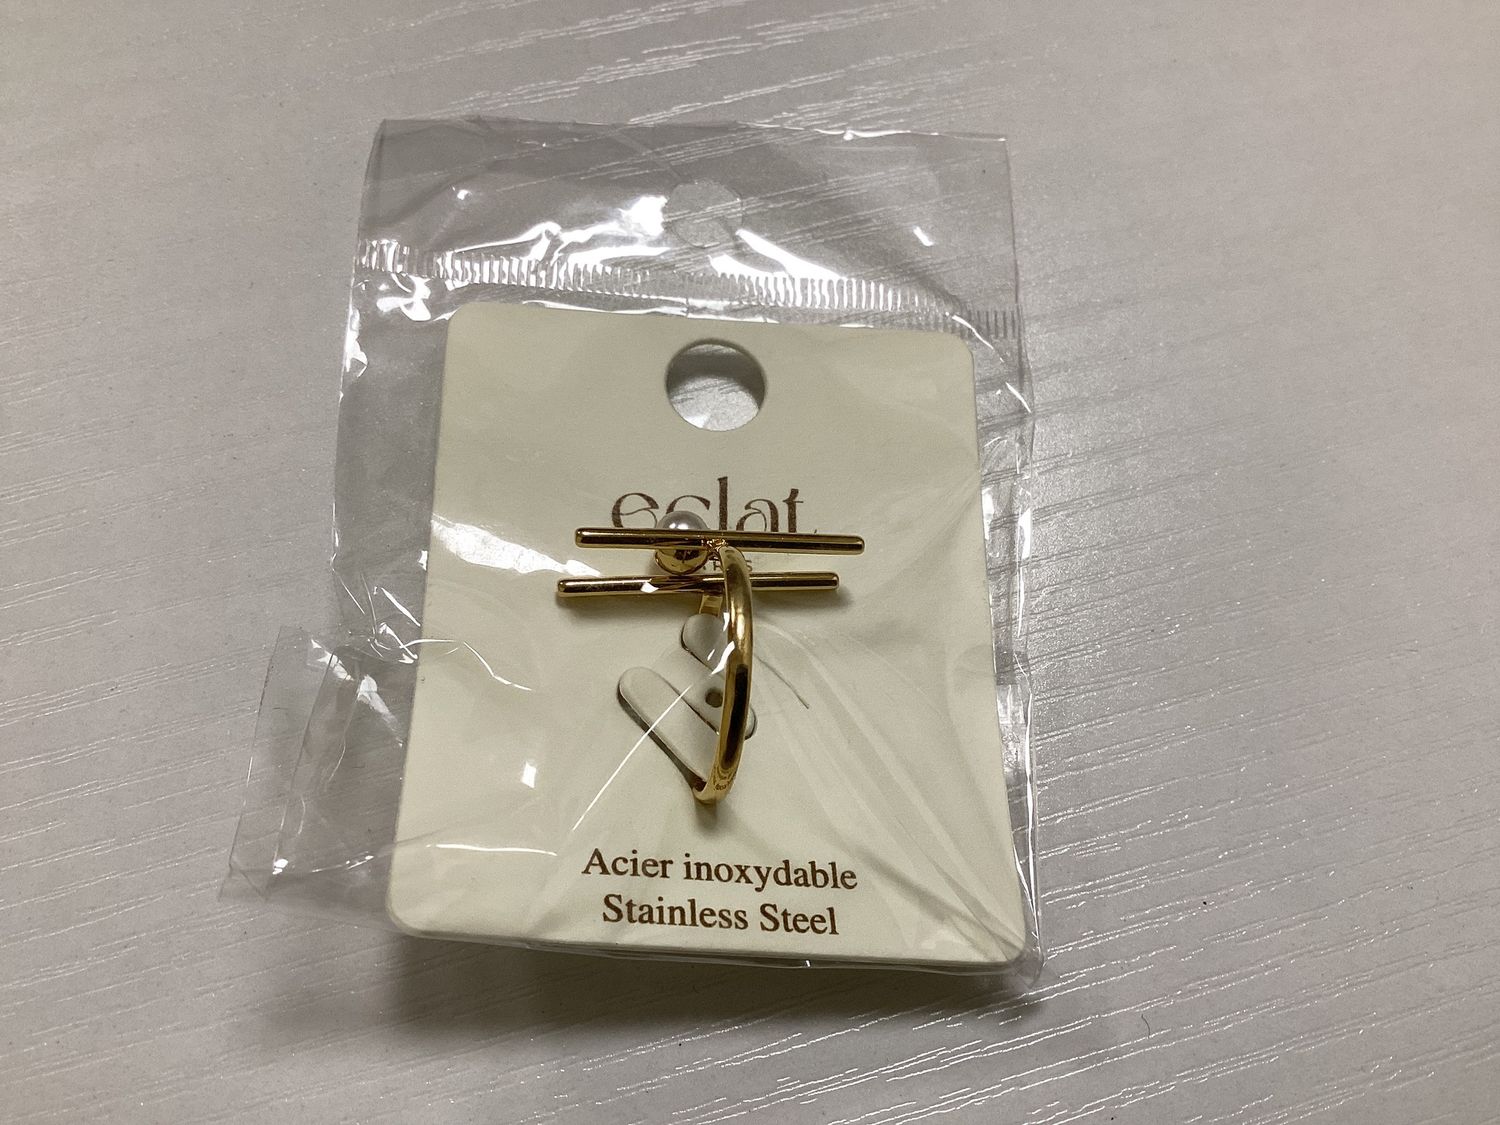 eclat
Acier inoxydable
Stainless Steel